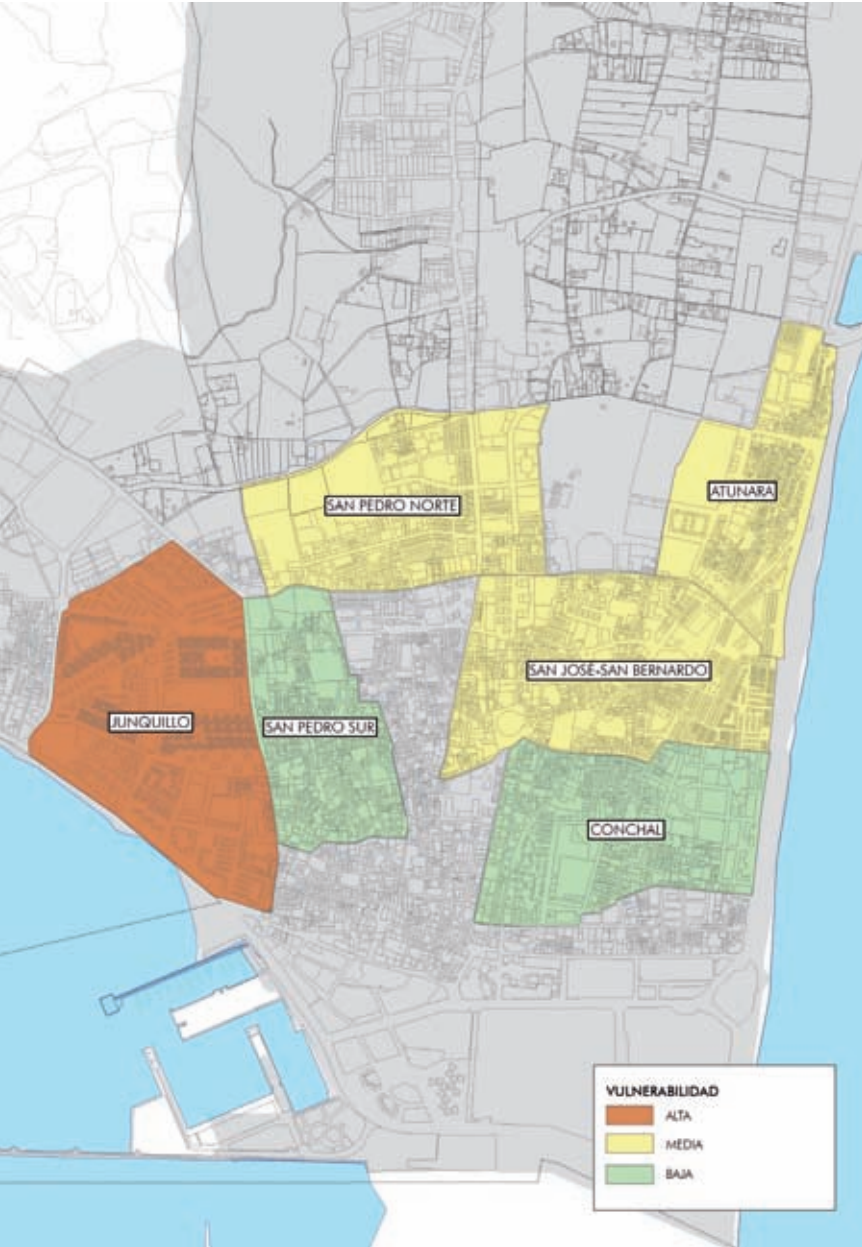 SAN PEDRO NORTE
ATUNARA
SAN JOSÉ-SAN BERNARDO
JUNQUILLO
SAN PEDRO SUR
CONCHAL
VULNERABILIDAD
ALTA
MEDIA
BAJA